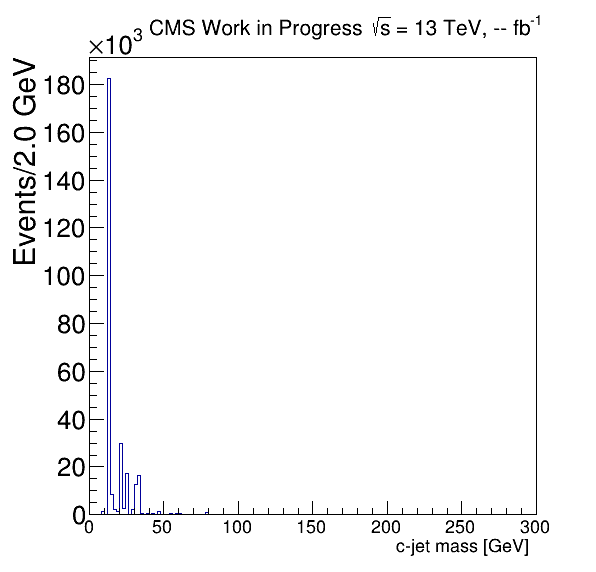 ×10³ CMS Work in Progress √s = 13 TeV, -- fb⁻¹
Events/2.0 GeV
180
160
140
120
100
80
60
40
20
0
0 50 100 150 200 250 300
c-jet mass [GeV]